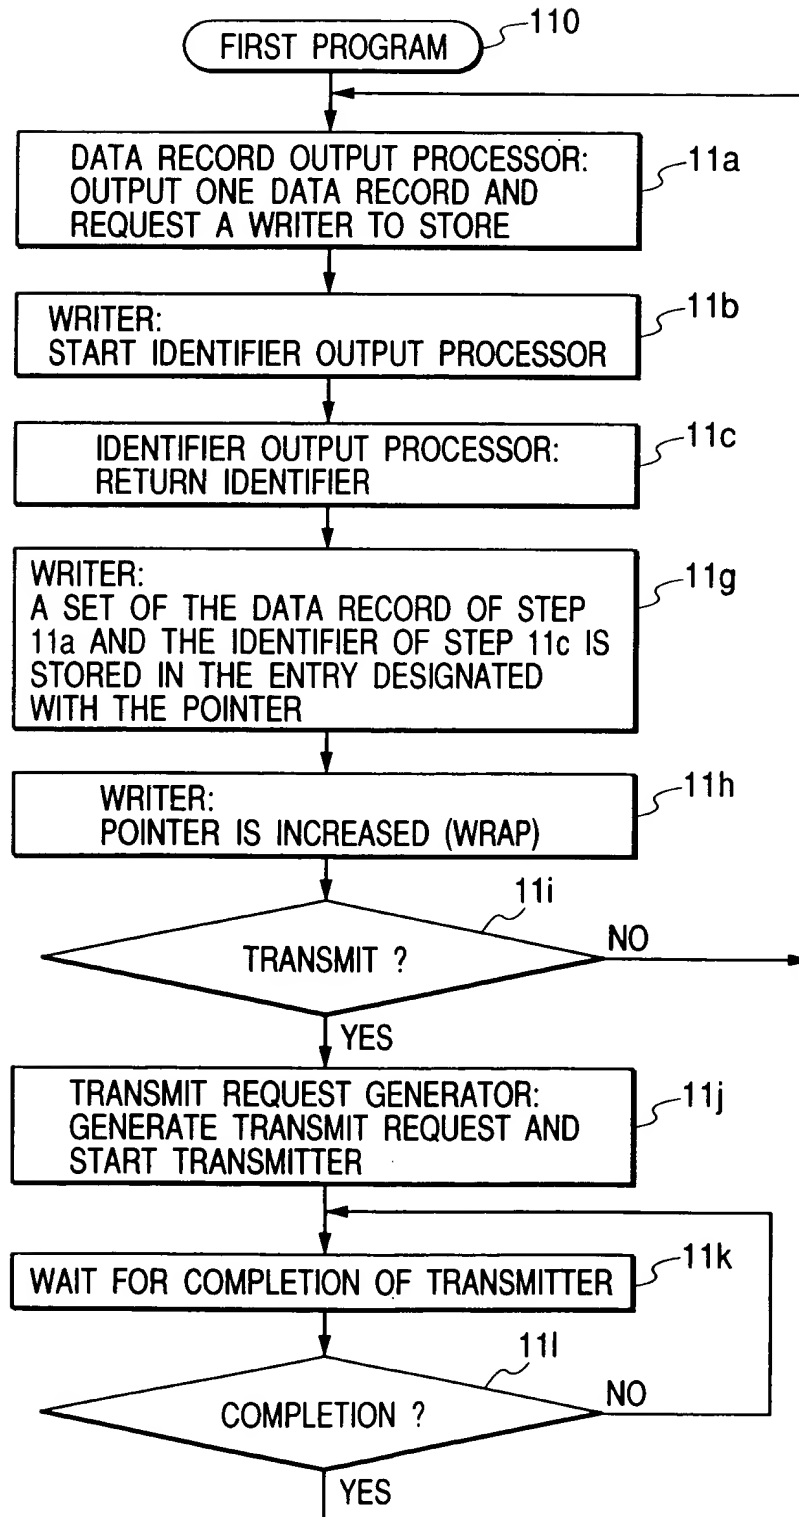 FIRST PROGRAM
110
DATA RECORD OUTPUT PROCESSOR:
OUTPUT ONE DATA RECORD AND
REQUEST A WRITER TO STORE
11a
WRITER:
START IDENTIFIER OUTPUT PROCESSOR
11b
IDENTIFIER OUTPUT PROCESSOR:
RETURN IDENTIFIER
11c
WRITER:
A SET OF THE DATA RECORD OF STEP
11a AND THE IDENTIFIER OF STEP 11c IS
STORED IN THE ENTRY DESIGNATED
WITH THE POINTER
11g
WRITER:
POINTER IS INCREASED (WRAP)
11h
TRANSMIT ?
11i
NO
YES
TRANSMIT REQUEST GENERATOR:
GENERATE TRANSMIT REQUEST AND
START TRANSMITTER
11j
WAIT FOR COMPLETION OF TRANSMITTER
11k
COMPLETION ?
11l
NO
YES